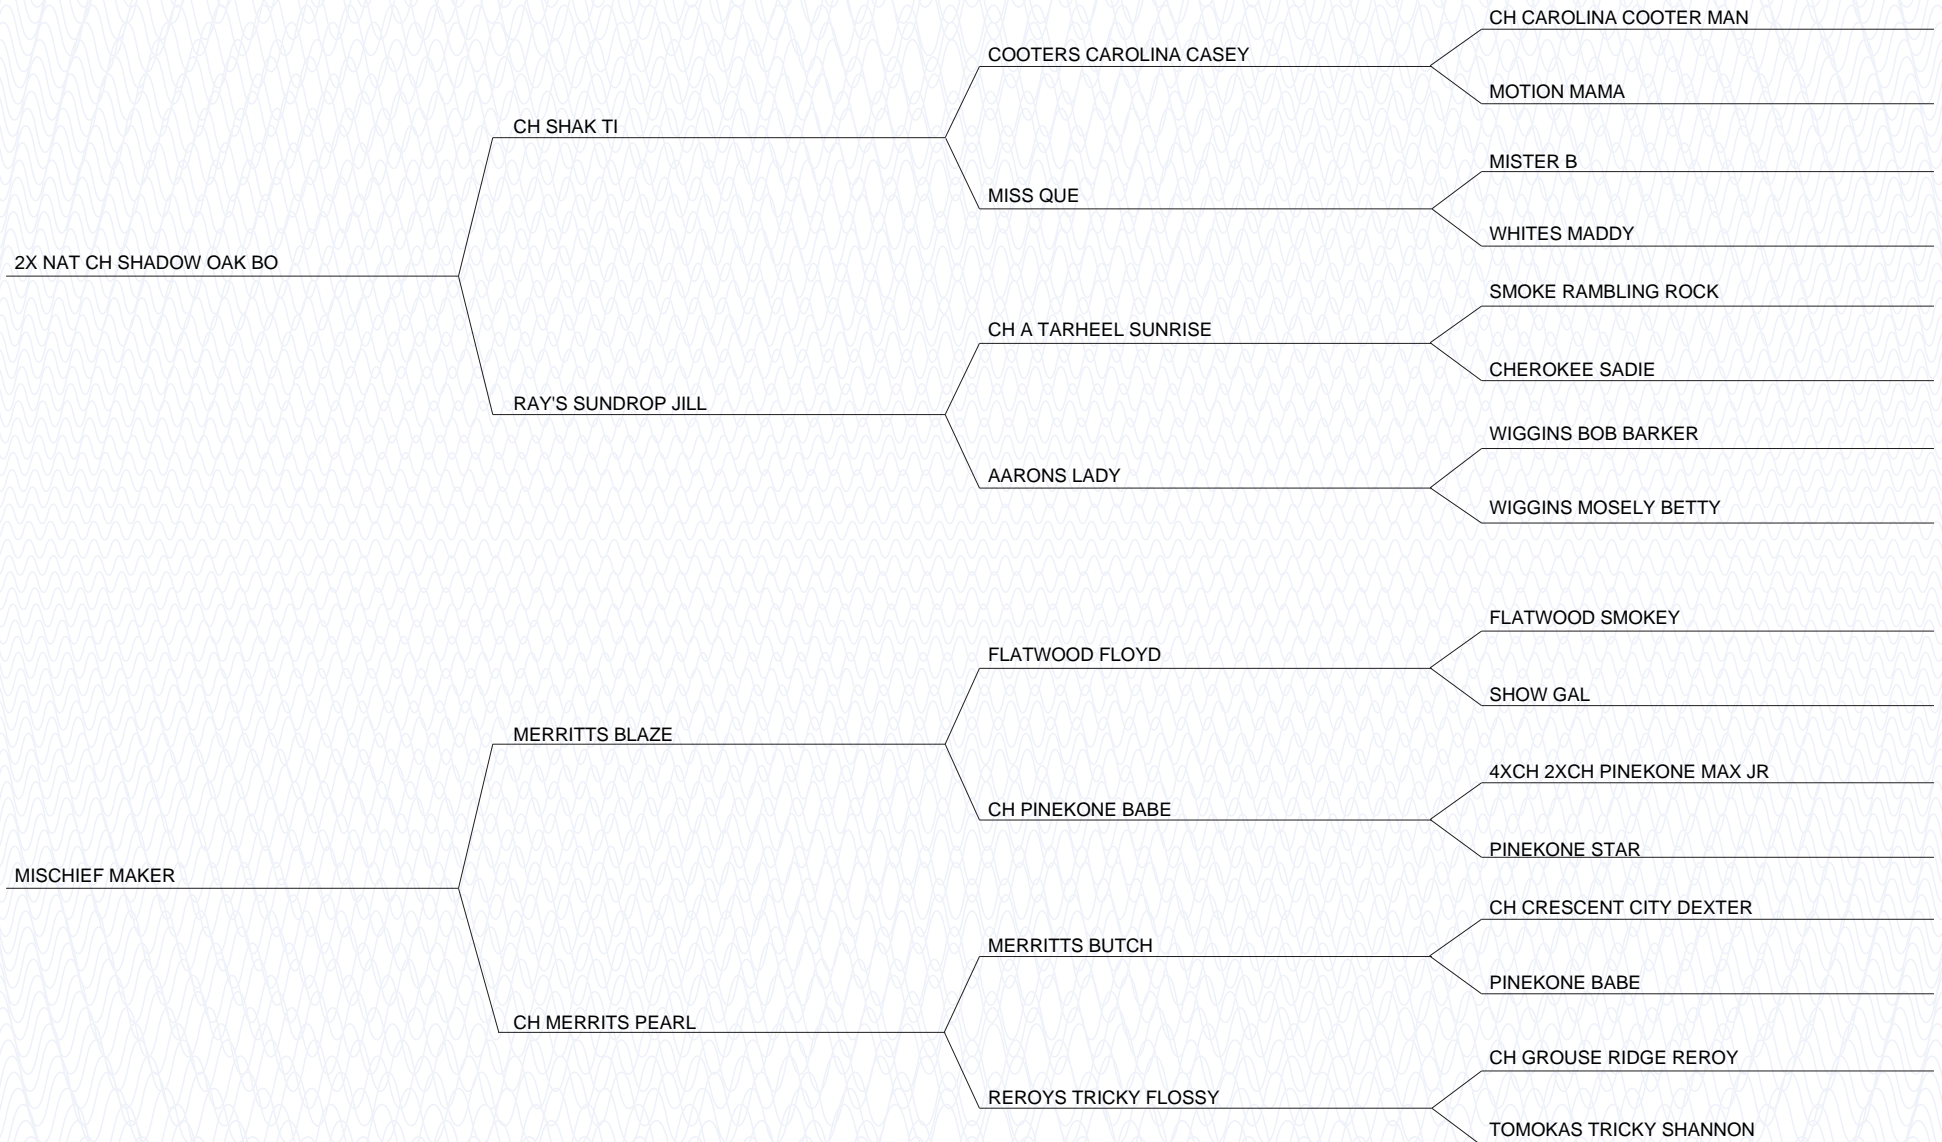 CH CAROLINA COOTER MAN
COOTERS CAROLINA CASEY
MOTION MAMA
CH SHAK TI
MISTER B
MISS QUE
WHITES MADDY
2X NAT CH SHADOW OAK BO
SMOKE RAMBLING ROCK
CH A TARHEEL SUNRISE
CHEROKEE SADIE
RAY'S SUNDROP JILL
WIGGINS BOB BARKER
AARONS LADY
WIGGINS MOSELY BETTY
FLATWOOD SMOKEY
FLATWOOD FLOYD
SHOW GAL
MERRITTS BLAZE
4XCH 2XCH PINEKONE MAX JR
CH PINEKONE BABE
PINEKONE STAR
MISCHIEF MAKER
CH CRESCENT CITY DEXTER
MERRITTS BUTCH
PINEKONE BABE
CH MERRITS PEARL
CH GROUSE RIDGE REROY
REROYS TRICKY FLOSSY
TOMOKAS TRICKY SHANNON